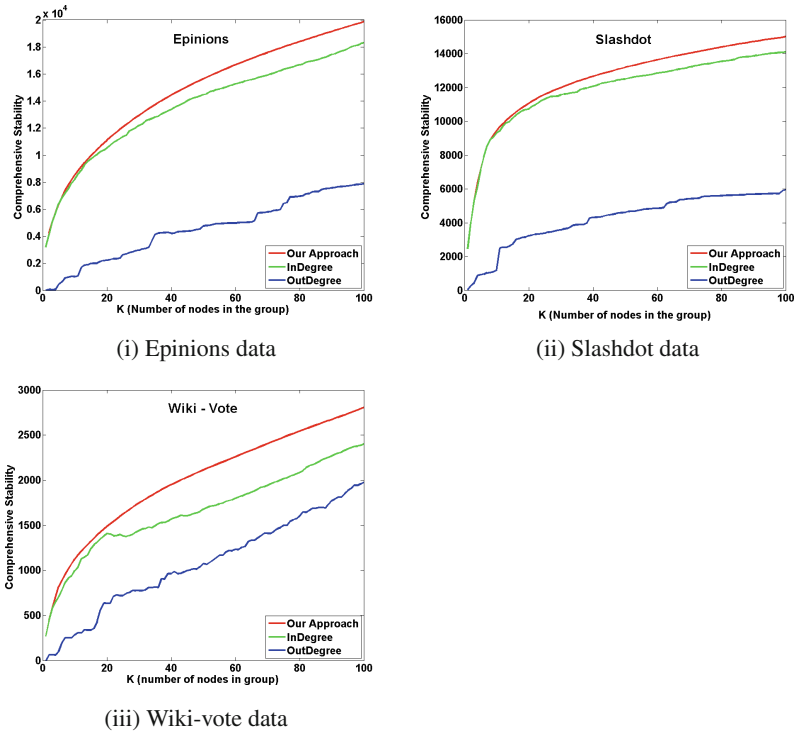 x 10^4
Epinions
2
1.8
1.6
1.4
1.2
1
0.8
0.6
0.4
0.2
0
Comprehensive Stability
Our Approach
InDegree
OutDegree
0 20 40 60 80 100
K (Number of nodes in the group)
(i) Epinions data
Slashdot
16000
14000
12000
10000
8000
6000
4000
2000
0
Comprehensive Stability
Our Approach
InDegree
OutDegree
0 20 40 60 80 100
K (Number of nodes in the group)
(ii) Slashdot data
Wiki - Vote
3000
2500
2000
1500
1000
500
0
Comprehensive Stability
Our Approach
InDegree
OutDegree
0 20 40 60 80 100
K (number of nodes in group)
(iii) Wiki-vote data